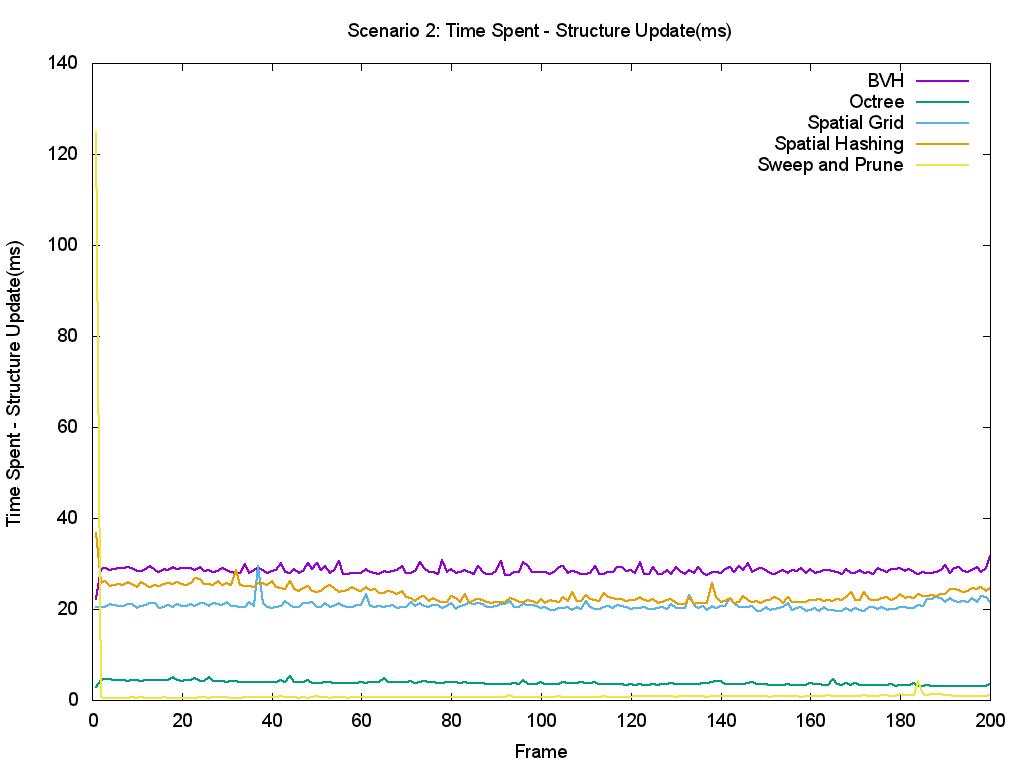 Scenario 2: Time Spent - Structure Update(ms)
BVH
Octree
Spatial Grid
Spatial Hashing
Sweep and Prune
Time Spent - Structure Update(ms)
140
120
100
80
60
40
20
0
0 20 40 60 80 100 120 140 160 180 200
Frame